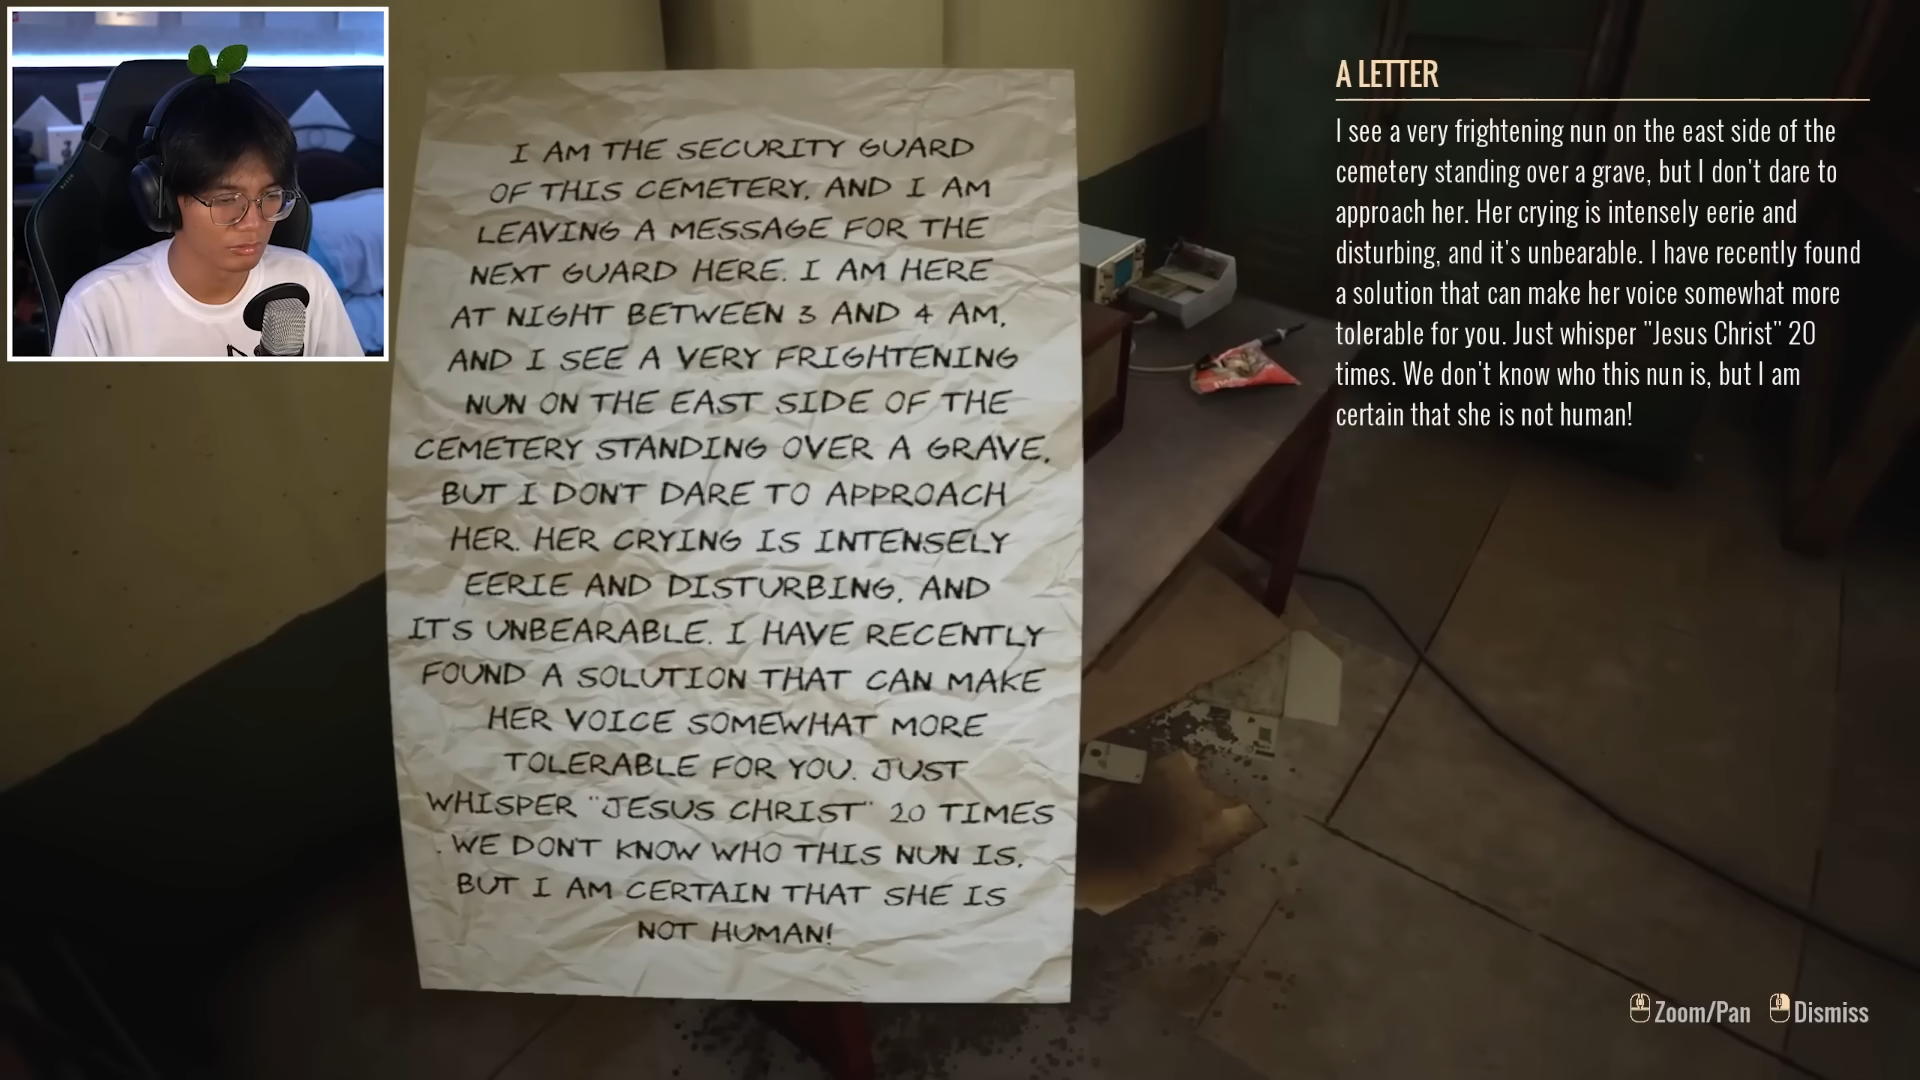 I AM THE SECURITY GUARD
OF THIS CEMETERY, AND I AM
LEAVING A MESSAGE FOR THE
NEXT GUARD HERE. I AM HERE
AT NIGHT BETWEEN 3 AND 4 AM,
AND I SEE A VERY FRIGHTENING
NUN ON THE EAST SIDE OF THE
CEMETERY STANDING OVER A GRAVE,
BUT I DON'T DARE TO APPROACH
HER. HER CRYING IS INTENSELY
EERIE AND DISTURBING, AND
IT'S UNBEARABLE. I HAVE RECENTLY
FOUND A SOLUTION THAT CAN MAKE
HER VOICE SOMEWHAT MORE
TOLERABLE FOR YOU. JUST
WHISPER "JESUS CHRIST" 20 TIMES
. WE DON'T KNOW WHO THIS NUN IS,
BUT I AM CERTAIN THAT SHE IS
NOT HUMAN!
A LETTER
I see a very frightening nun on the east side of the
cemetery standing over a grave, but I don't dare to
approach her. Her crying is intensely eerie and
disturbing, and it's unbearable. I have recently found
a solution that can make her voice somewhat more
tolerable for you. Just whisper "Jesus Christ" 20
times. We don't know who this nun is, but I am
certain that she is not human!
Zoom/Pan Dismiss